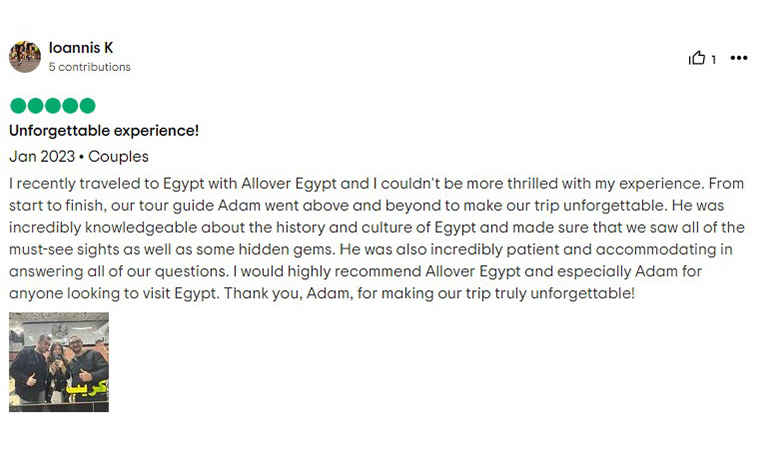 Ioannis K
5 contributions
1
Unforgettable experience!
Jan 2023 • Couples
I recently traveled to Egypt with Allover Egypt and I couldn't be more thrilled with my experience. From
start to finish, our tour guide Adam went above and beyond to make our trip unforgettable. He was
incredibly knowledgeable about the history and culture of Egypt and made sure that we saw all of the
must-see sights as well as some hidden gems. He was also incredibly patient and accommodating in
answering all of our questions. I would highly recommend Allover Egypt and especially Adam for
anyone looking to visit Egypt. Thank you, Adam, for making our trip truly unforgettable!